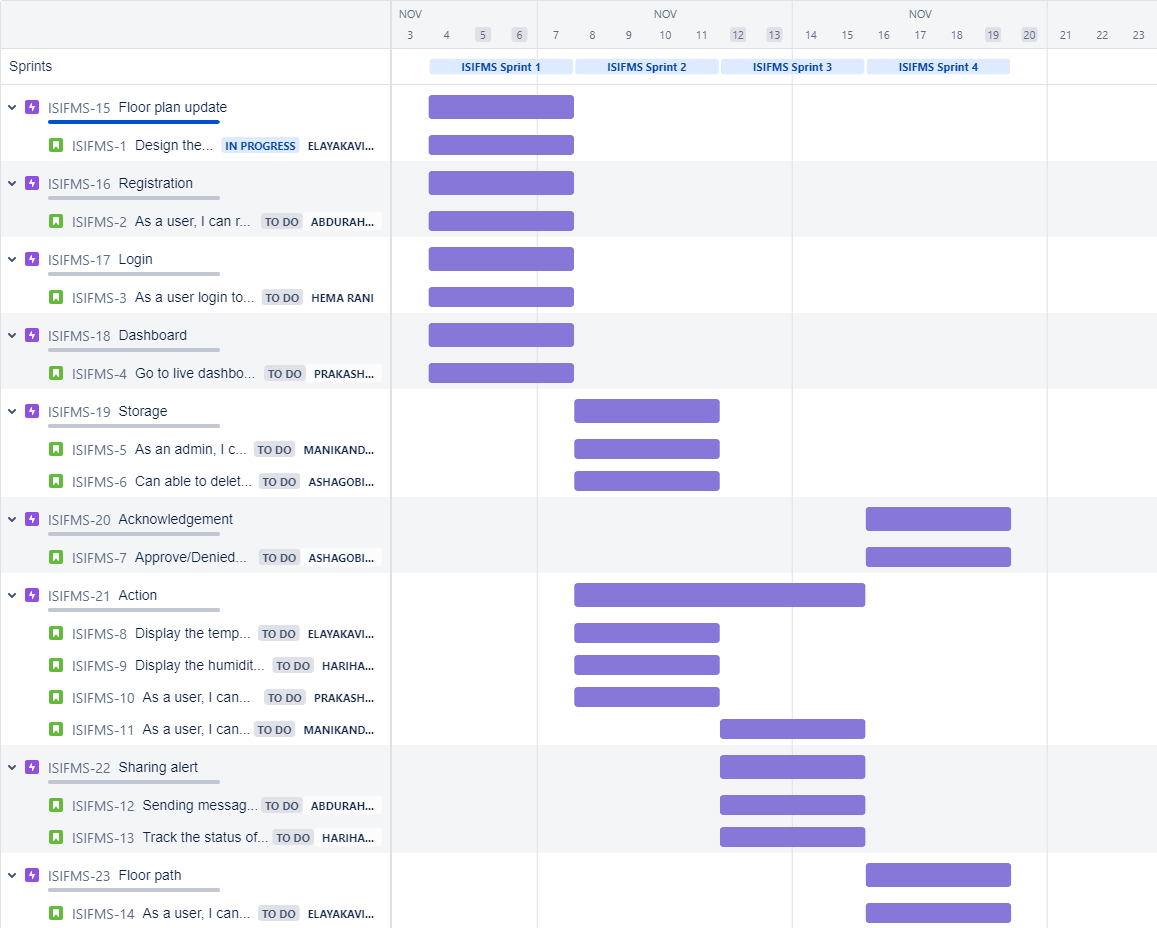 NOV NOV NOV
3 4 5 6 7 8 9 10 11 12 13 14 15 16 17 18 19 20 21 22 23
Sprints ISIFMS Sprint 1 ISIFMS Sprint 2 ISIFMS Sprint 3 ISIFMS Sprint 4
ISIFMS-15 Floor plan update
ISIFMS-1 Design the... IN PROGRESS ELAYAKAVI...
ISIFMS-16 Registration
ISIFMS-2 As a user, I can r... TO DO ABDURAH...
ISIFMS-17 Login
ISIFMS-3 As a user login to... TO DO HEMA RANI
ISIFMS-18 Dashboard
ISIFMS-4 Go to live dashbo... TO DO PRAKASH...
ISIFMS-19 Storage
ISIFMS-5 As an admin, I c... TO DO MANIKAND...
ISIFMS-6 Can able to delet... TO DO ASHAGOBI...
ISIFMS-20 Acknowledgement
ISIFMS-7 Approve/Denied... TO DO ASHAGOBI...
ISIFMS-21 Action
ISIFMS-8 Display the temp... TO DO ELAYAKAVI...
ISIFMS-9 Display the humidit... TO DO HARIHA...
ISIFMS-10 As a user, I can... TO DO PRAKASH...
ISIFMS-11 As a user, I can... TO DO MANIKAND...
ISIFMS-22 Sharing alert
ISIFMS-12 Sending messag... TO DO ABDURAH...
ISIFMS-13 Track the status of... TO DO HARIHA...
ISIFMS-23 Floor path
ISIFMS-14 As a user, I can... TO DO ELAYAKAVI...